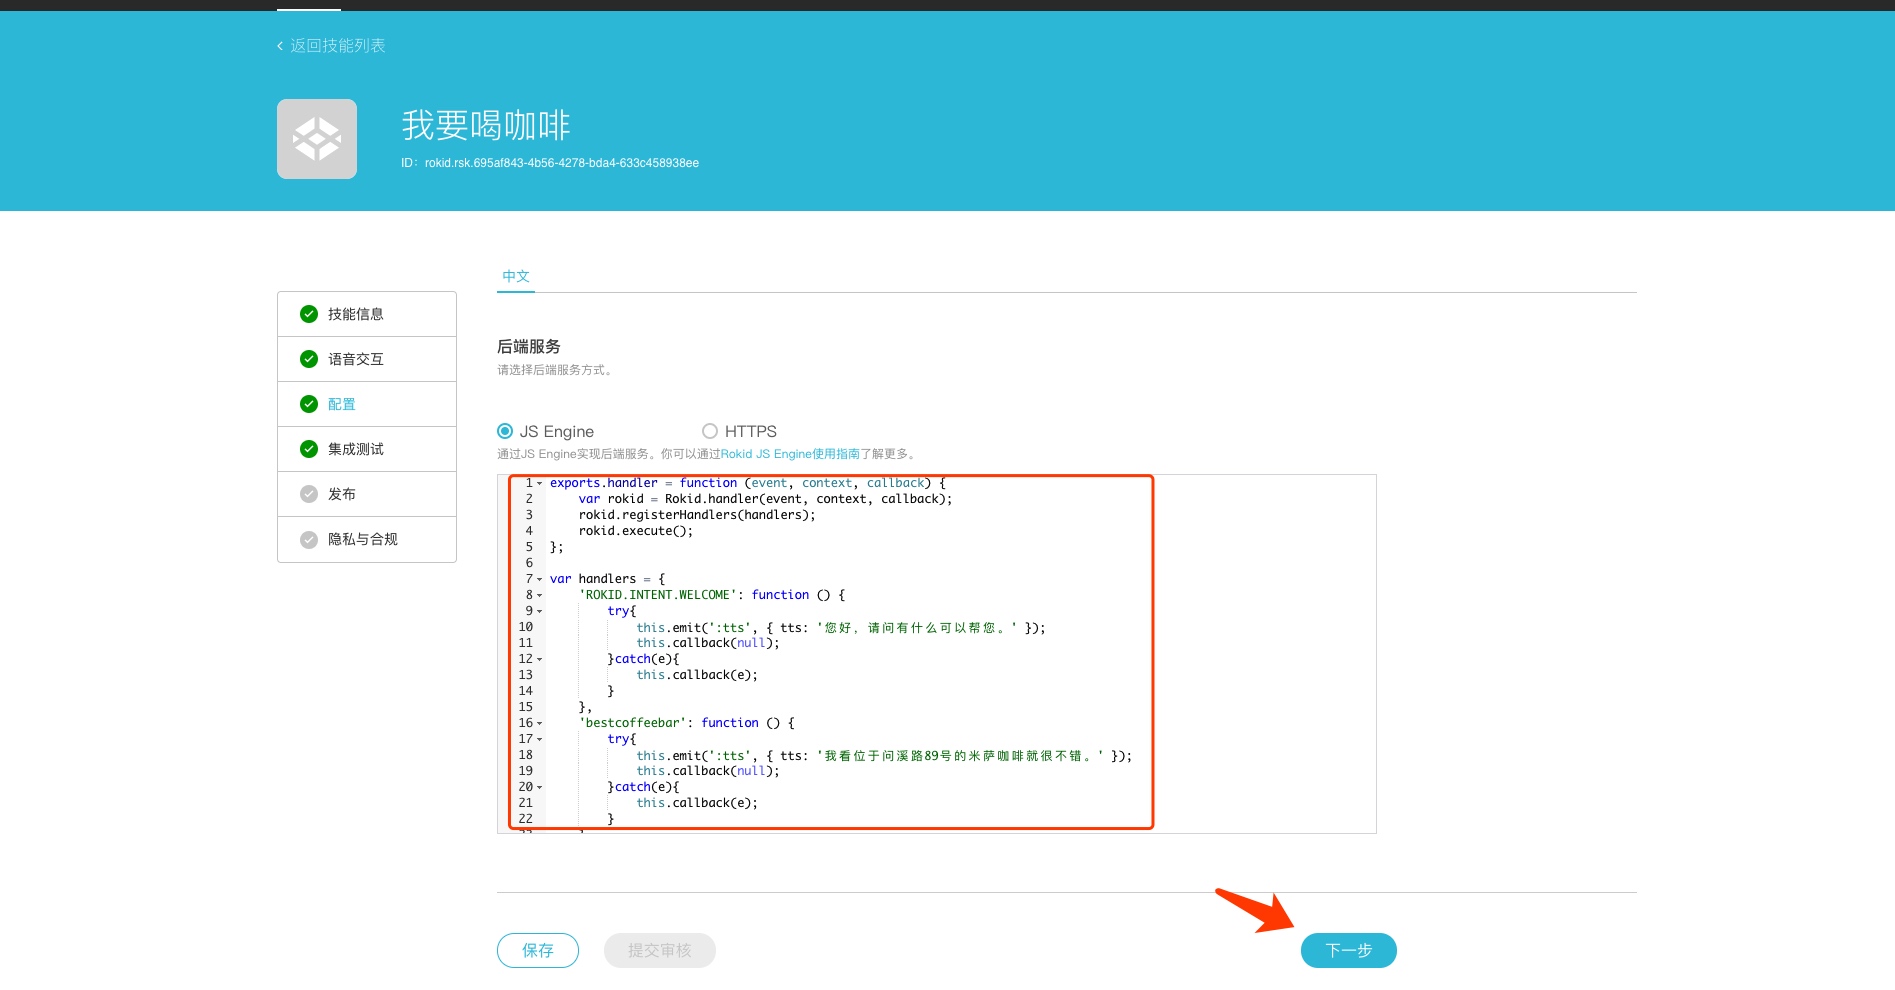 返回技能列表
我要喝咖啡
ID：rokid.rsk.695af843-4b56-4278-bda4-633c458938ee
中文
技能信息
语音交互
配置
集成测试
发布
隐私与合规
后端服务
请选择后端服务方式。
JS Engine
HTTPS
通过JS Engine实现后端服务。你可以通过Rokid JS Engine使用指南了解更多。
1 exports.handler = function (event, context, callback) {
2 var rokid = Rokid.handler(event, context, callback);
3 rokid.registerHandlers(handlers);
4 rokid.execute();
5 };
6
7 var handlers = {
8 'ROKID.INTENT.WELCOME': function () {
9 try{
10 this.emit(':tts', { tts: '您好，请问有什么可以帮您。' });
11 this.callback(null);
12 }catch(e){
13 this.callback(e);
14 }
15 },
16 'bestcoffeebar': function () {
17 try{
18 this.emit(':tts', { tts: '我看位于问溪路89号的米萨咖啡就很不错。' });
19 this.callback(null);
20 }catch(e){
21 this.callback(e);
22 }
保存
提交审核
下一步